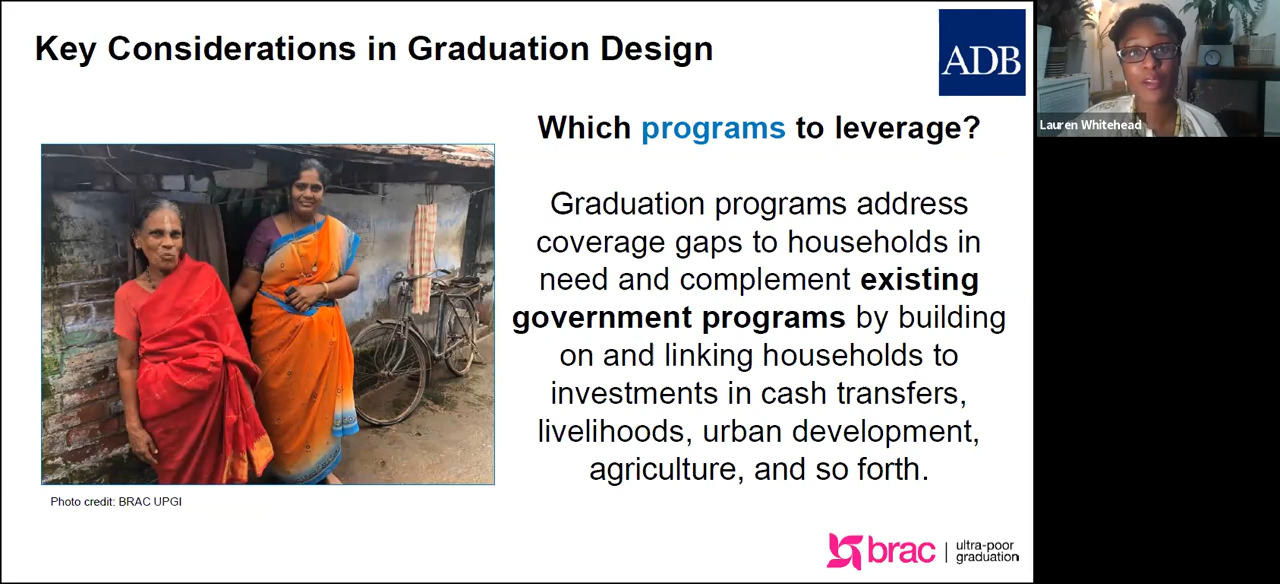 Key Considerations in Graduation Design
ADB
Lauren Whitehead
Which programs to leverage?
Graduation programs address
coverage gaps to households in
need and complement existing
government programs by building
on and linking households to
investments in cash transfers,
livelihoods, urban development,
agriculture, and so forth.
Photo credit: BRAC UPGI
brac | ultra-poor
graduation